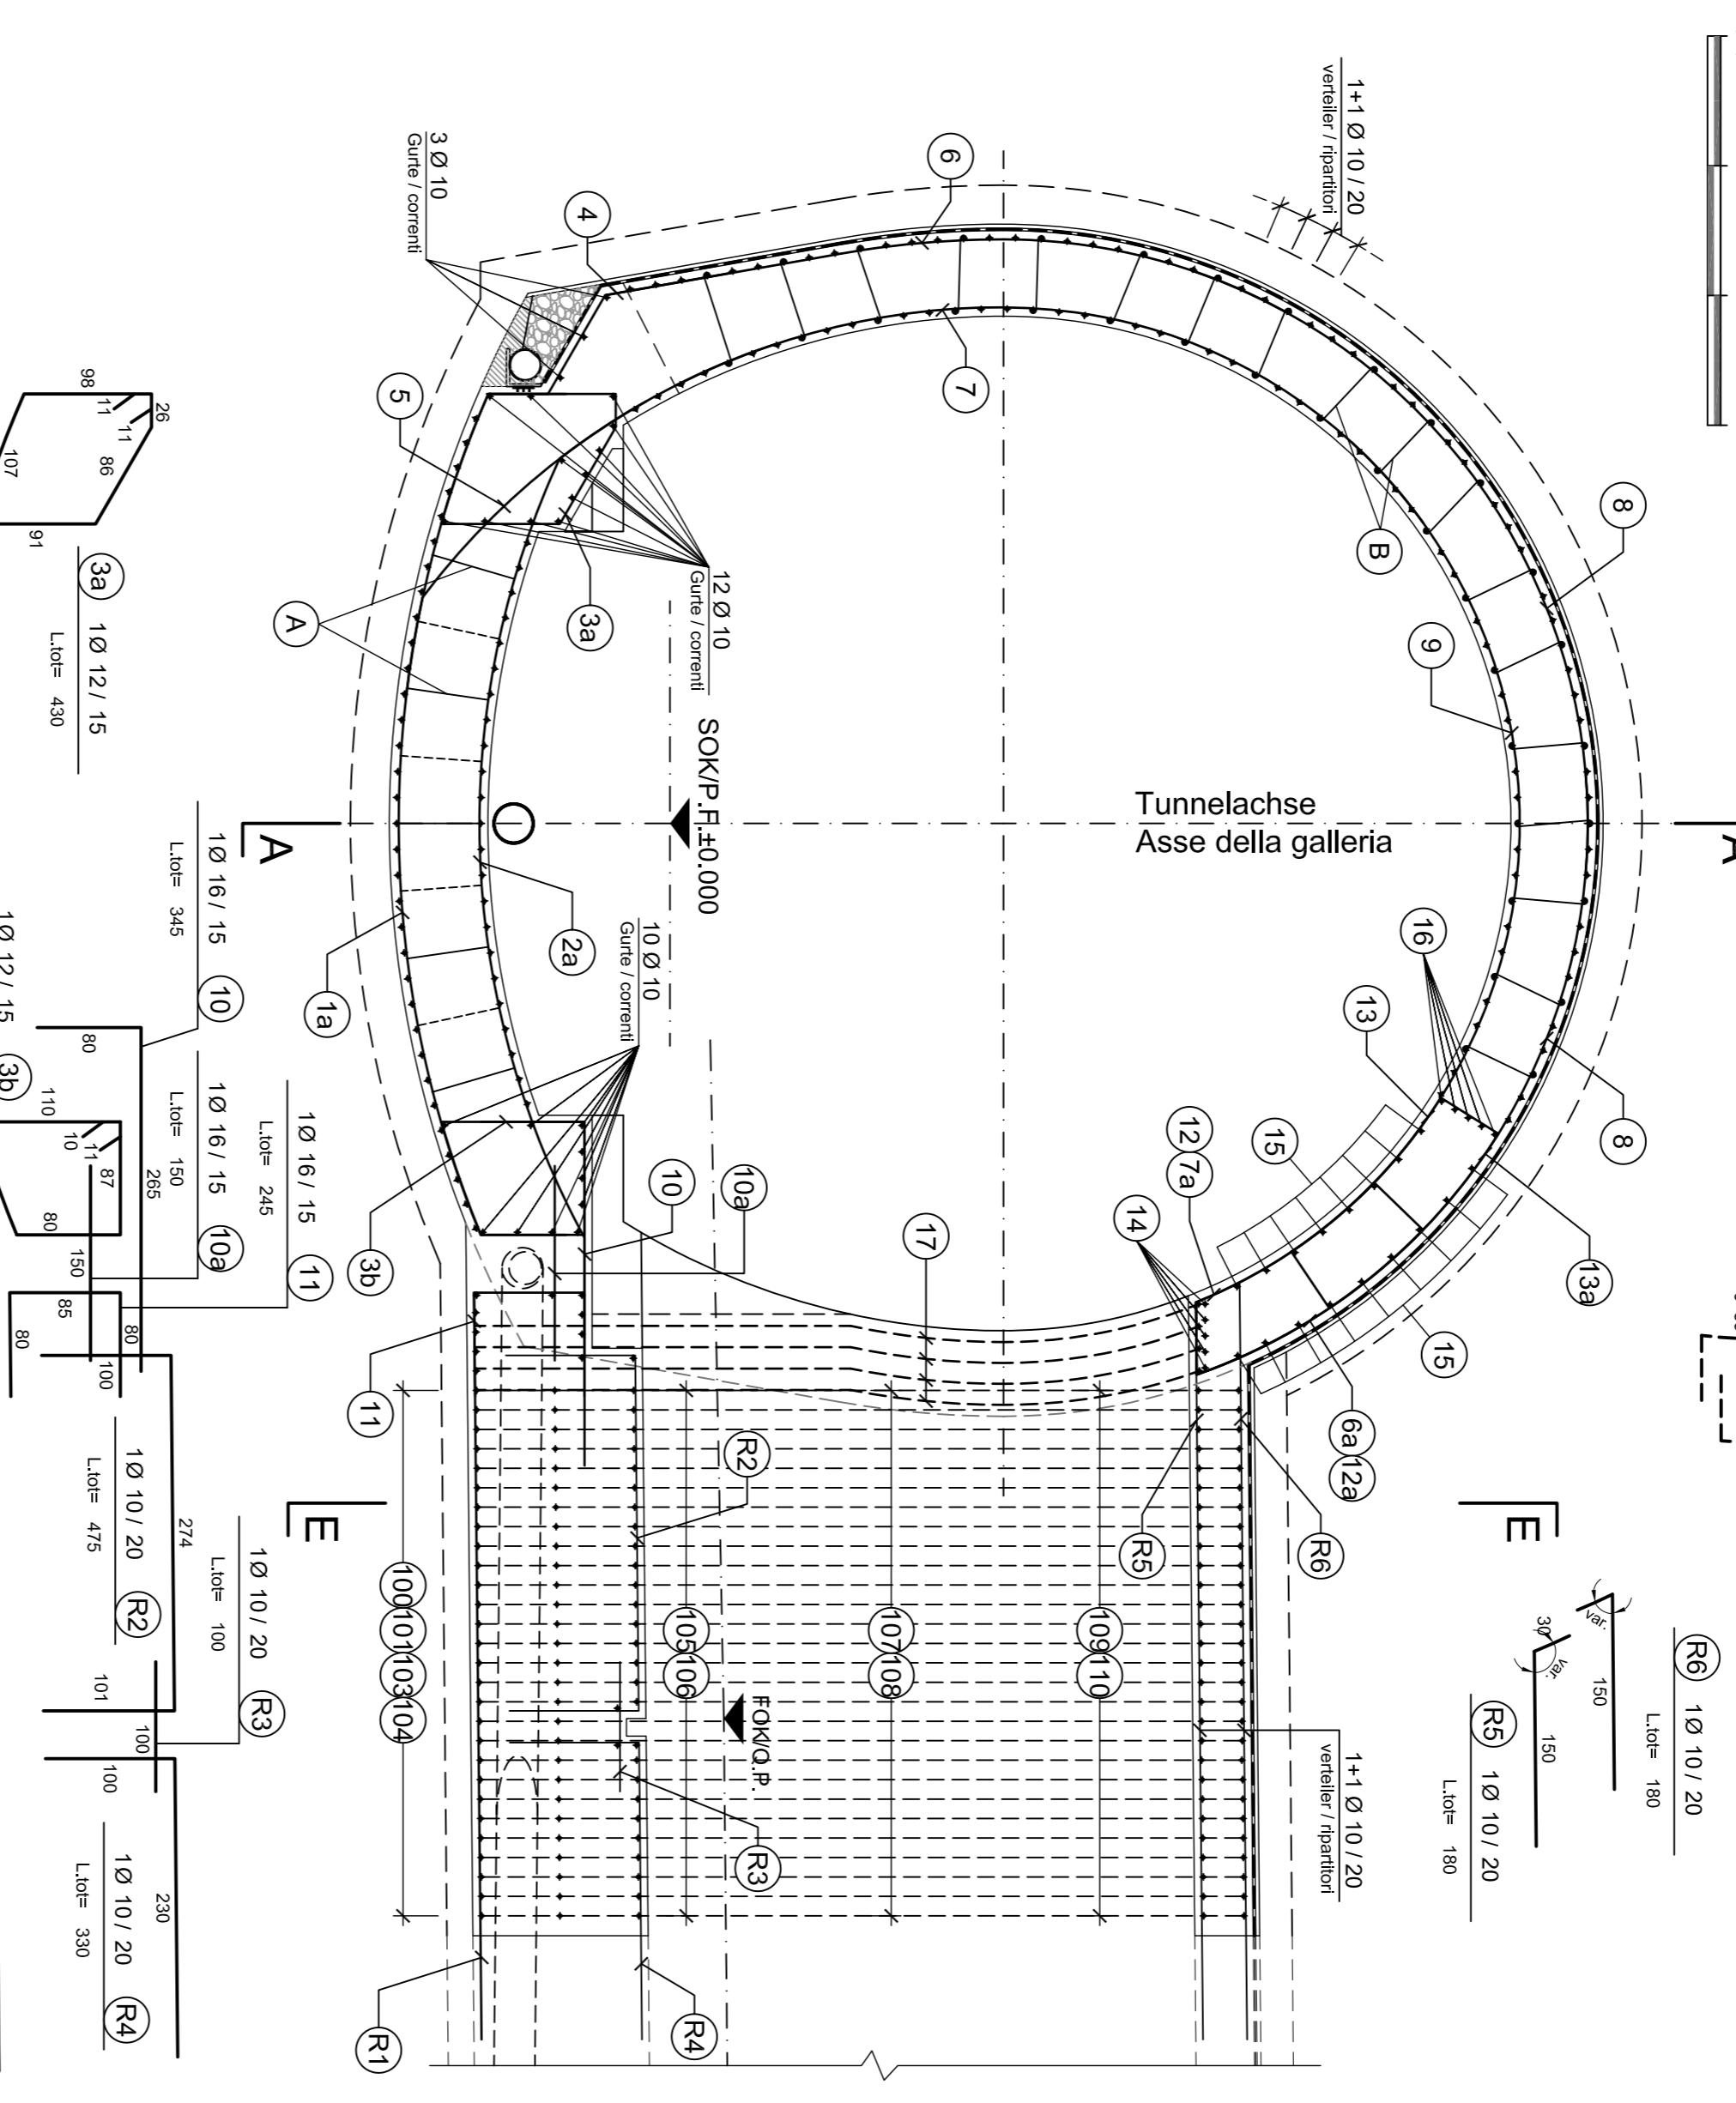 1+1 Ø 10 / 20
verteiler / ripartitori
3 Ø 10
Gurte / correnti
6
4
7
5
8
B
9
12 Ø 10
Gurte / correnti
3a
A
SOK/P.F.±0.000
Tunnelachse
Asse della galleria
A
A
16
13
8
10 Ø 10
Gurte / correnti
2a
1a
12
7a
15
14
17
13a
15
10
10a
3b
11
6a
12a
R2
R5
R6
E
E
100
101
103
104
105
106
107
108
109
110
FOK/Q.P.
R3
1+1 Ø 10 / 20
verteiler / ripartitori
R1
R4
98
11
11
26
86
107
91
3a
1Ø 12 / 15
L.tot= 430
1Ø 16 / 15
10
L.tot= 345
80
265
1Ø 12 / 15
3b
110
10
11
87
80
1Ø 16 / 15
10a
L.tot= 150
150
1Ø 16 / 15
11
L.tot= 245
85
80
80
100
274
1Ø 10 / 20
R2
L.tot= 475
101
1Ø 10 / 20
R3
L.tot= 100
100
100
230
1Ø 10 / 20
R4
L.tot= 330
R6
1Ø 10 / 20
L.tot= 180
var.
150
30
var.
150
R5
1Ø 10 / 20
L.tot= 180